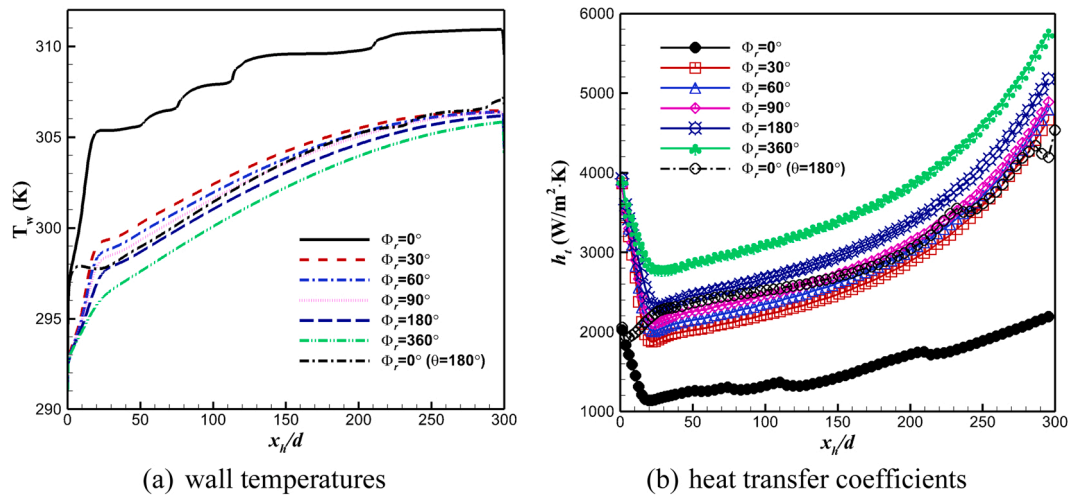 (a)
310
305
300
295
290
T_w (K)
0 50 100 150 200 250 300
x_h/d
Φ_r=0°
Φ_r=30°
Φ_r=60°
Φ_r=90°
Φ_r=180°
Φ_r=360°
Φ_r=0° (θ=180°)
(a) wall temperatures
(b)
6000
5000
4000
3000
2000
1000
h_t (W/m²·K)
0 50 100 150 200 250 300
x_h/d
Φ_r=0°
Φ_r=30°
Φ_r=60°
Φ_r=90°
Φ_r=180°
Φ_r=360°
Φ_r=0° (θ=180°)
(b) heat transfer coefficients